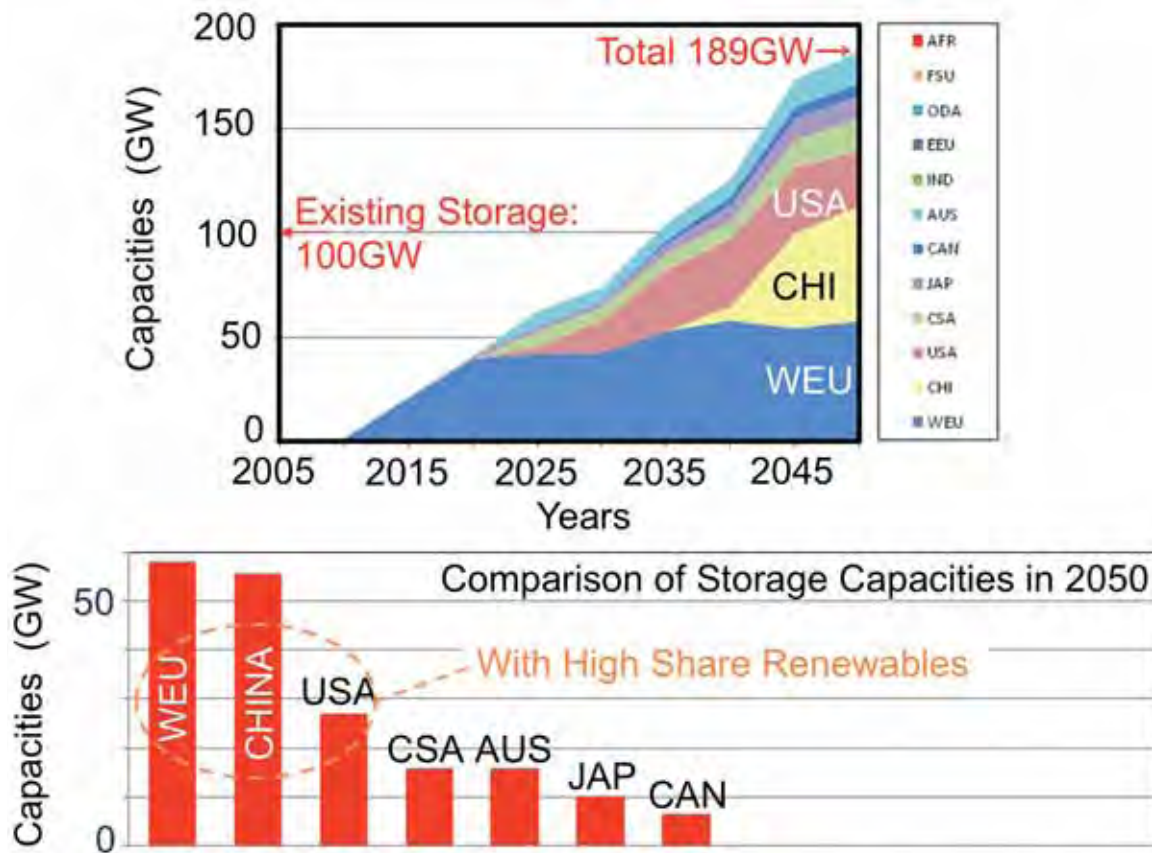 200
150
100
50
0
Capacities (GW)
Total 189GW→
Existing Storage:
100GW
USA
CHI
WEU
2005 2015 2025 2035 2045
Years
AFR
FSU
ODA
EEU
IND
AUS
CAN
JAP
CSA
USA
CHI
WEU
Comparison of Storage Capacities in 2050
Capacities (GW)
50
0
With High Share Renewables
WEU
CHINA
USA
CSA
AUS
JAP
CAN